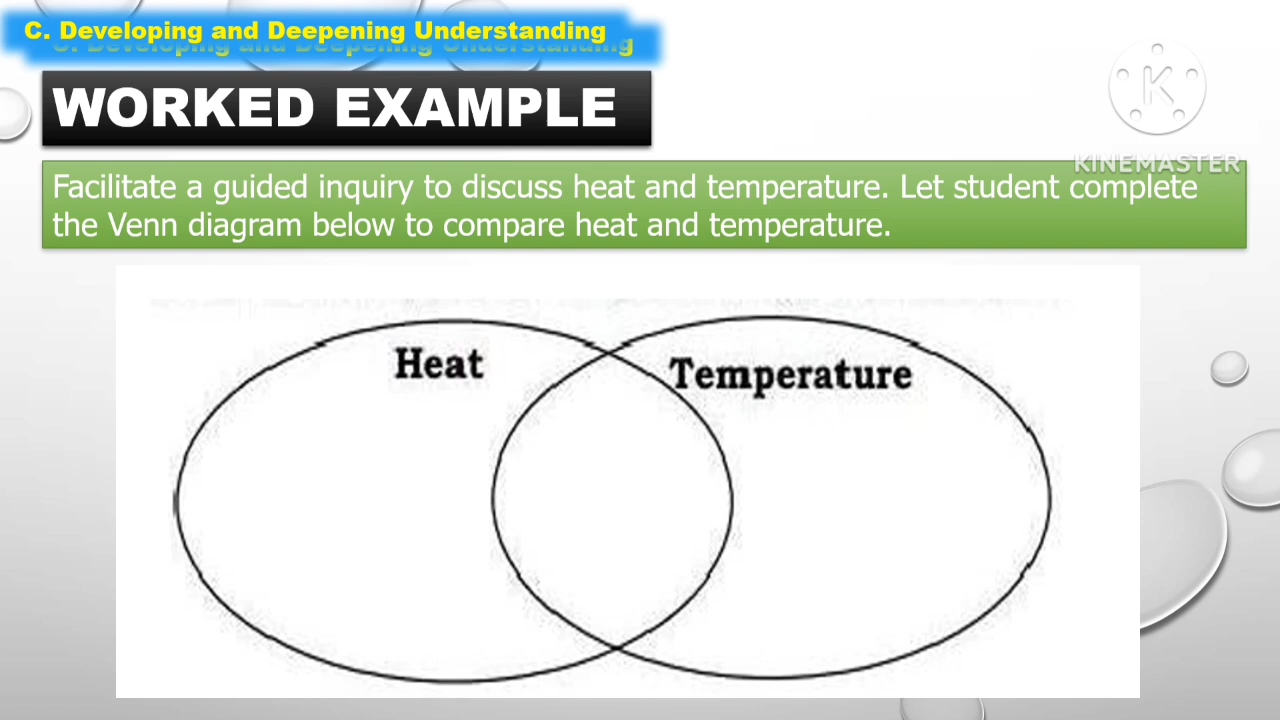 C. Developing and Deepening Understanding
WORKED EXAMPLE
K
KINEMASTER
Facilitate a guided inquiry to discuss heat and temperature. Let student complete
the Venn diagram below to compare heat and temperature.
Heat
Temperature